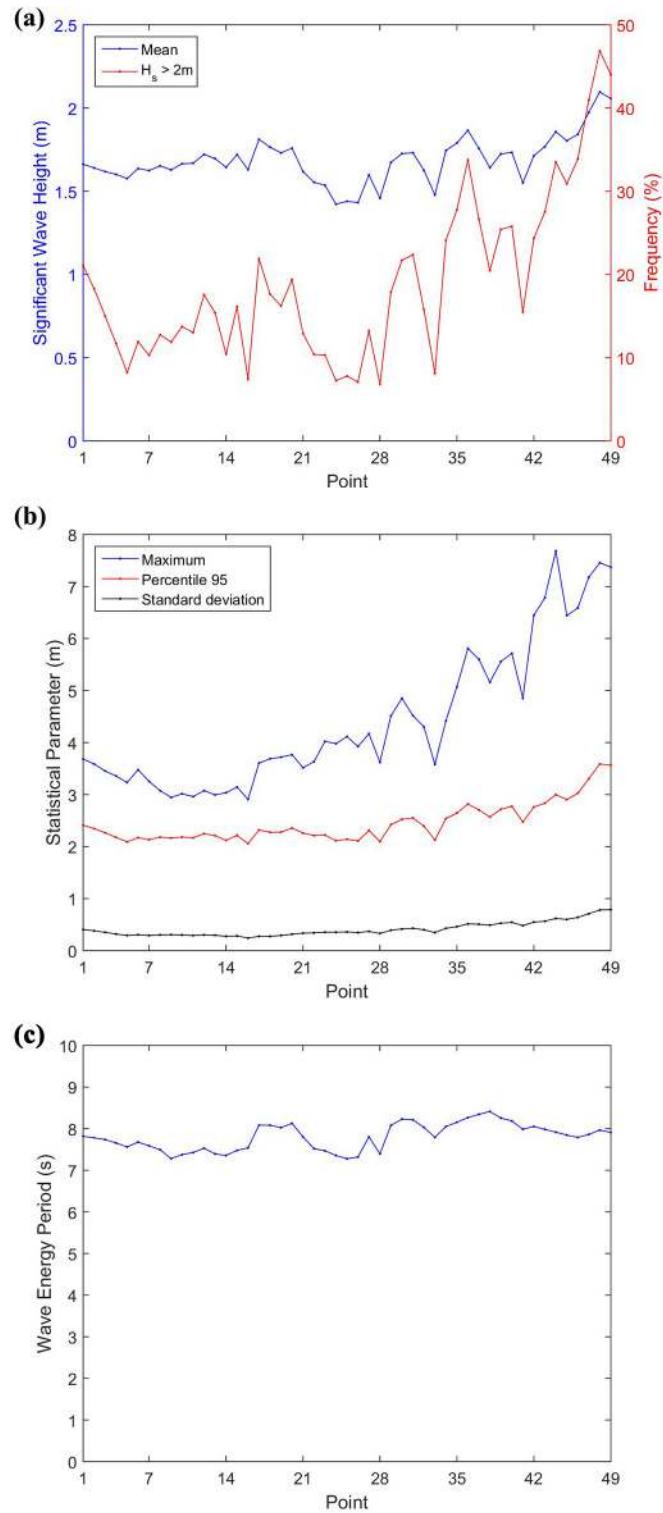 (a)
2.5
2
1.5
1
0.5
0
50
40
30
20
10
0
Mean
H_s > 2m
Significant Wave Height (m)
Frequency (%)
1 7 14 21 28 35 42 49
Point
(b)
8
7
6
5
4
3
2
1
0
Maximum
Percentile 95
Standard deviation
Statistical Parameter (m)
1 7 14 21 28 35 42 49
Point
(c)
10
9
8
7
6
5
4
3
2
1
0
Wave Energy Period (s)
1 7 14 21 28 35 42 49
Point